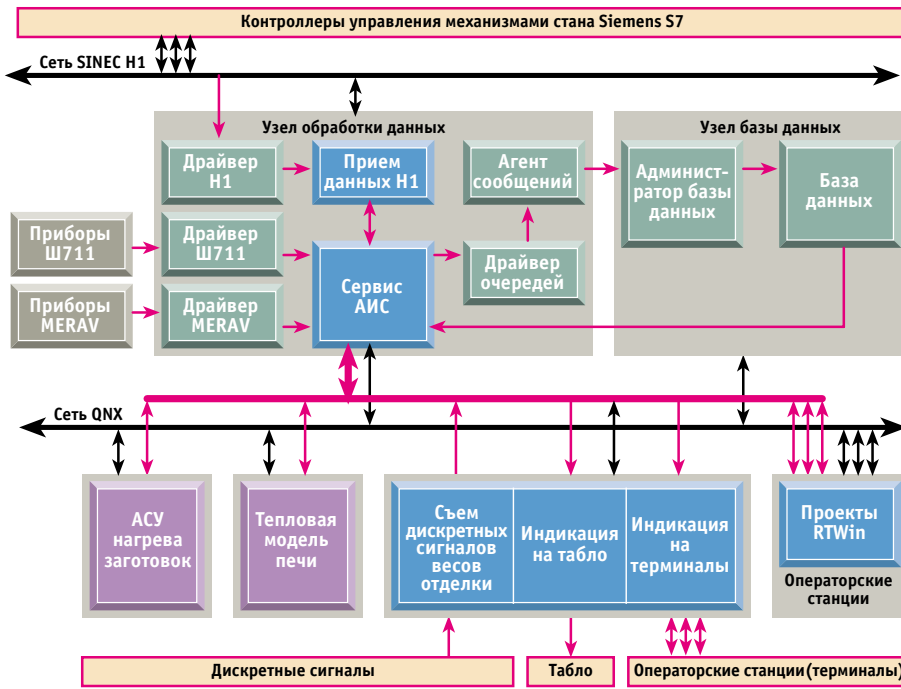 Контроллеры управления механизмами стана Siemens S7
Сеть SINEC H1
Узел обработки данных
Узел базы данных
Драйвер
H1
Прием
данных H1
Агент
сообщений
Админист-
ратор базы
данных
База
данных
Приборы
Ш711
Драйвер
Ш711
Сервис
АИС
Драйвер
очередей
Приборы
MERAV
Драйвер
MERAV
Сеть QNX
АСУ
нагрева
заготовок
Тепловая
модель
печи
Съем
дискретных
сигналов
весов
отделки
Индикация
на табло
Индикация
на
терминалы
Проекты
RTWin
Операторские
станции
Дискретные сигналы
Табло
Операторские станции(терминалы)